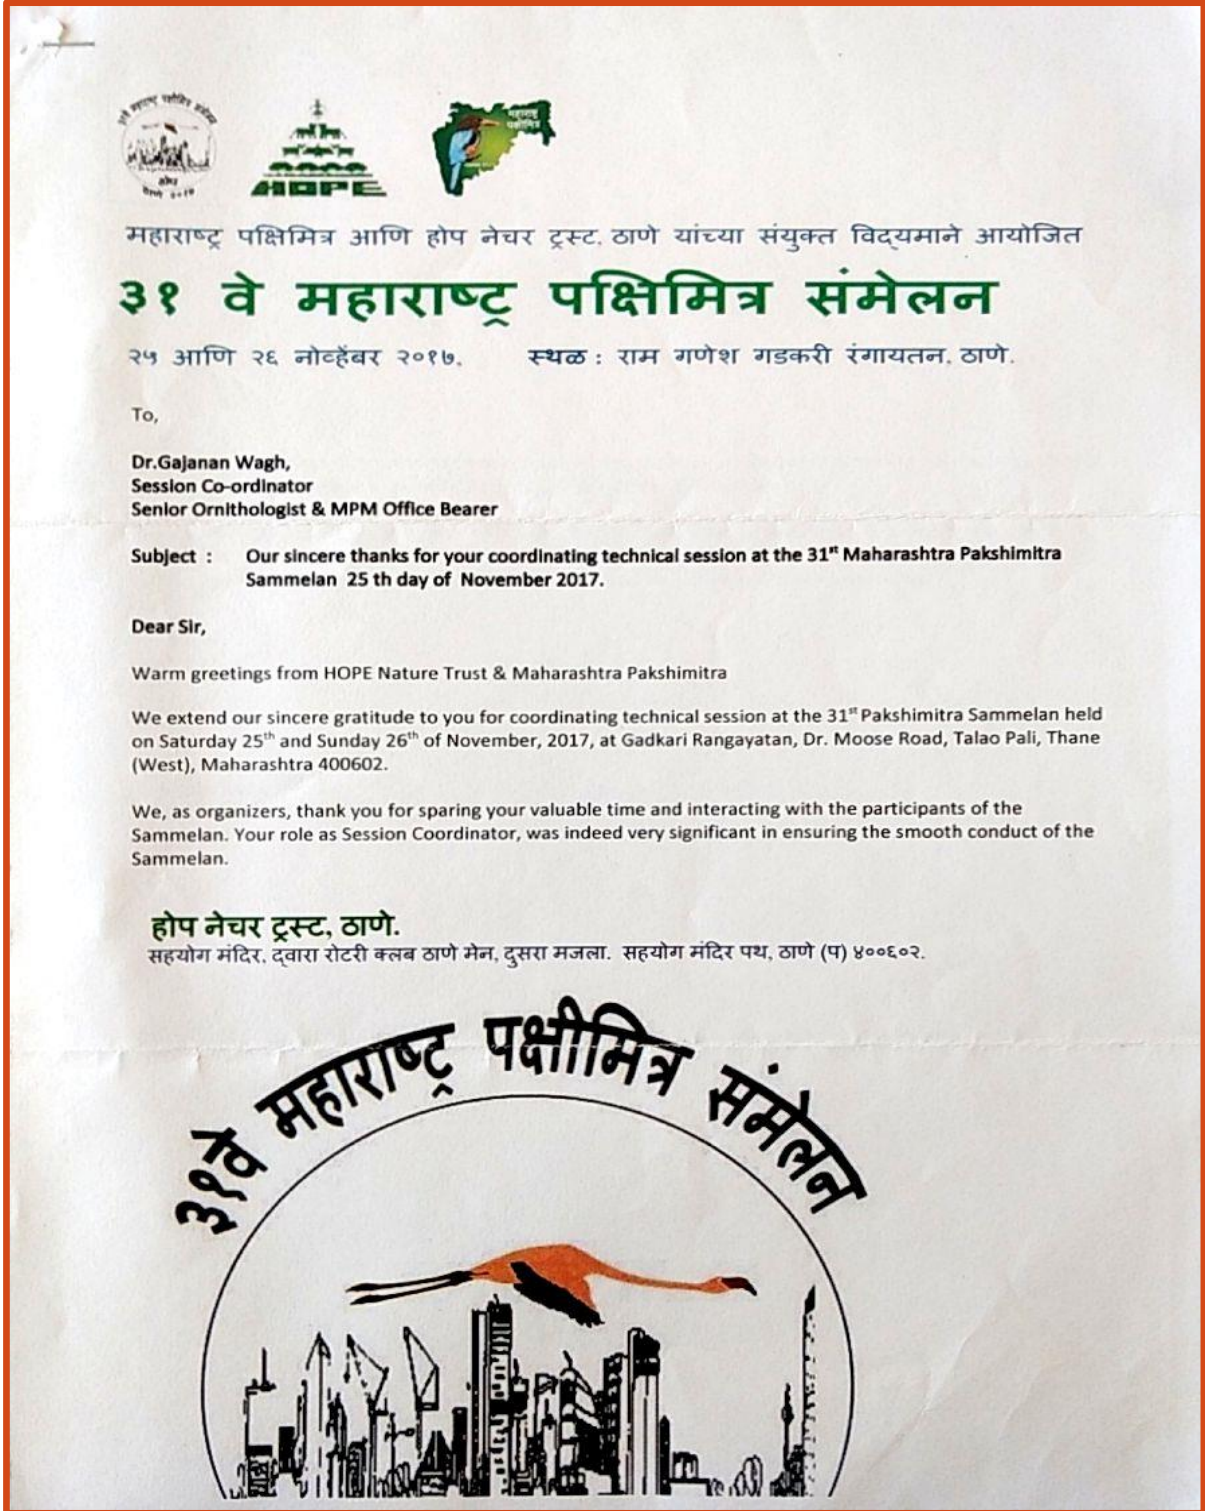 ३१वे महाराष्ट्र पक्षीमित्र संमेलन
ठाणे २०१७
HOPE
महाराष्ट्र
पक्षीमित्र
महाराष्ट्र पक्षिमित्र आणि होप नेचर ट्रस्ट. ठाणे यांच्या संयुक्त विद्यमाने आयोजित
३१ वे महाराष्ट्र पक्षिमित्र संमेलन
२५ आणि २६ नोव्हेंबर २०१७. स्थळ : राम गणेश गडकरी रंगायतन. ठाणे.
To,
Dr.Gajanan Wagh,
Session Co-ordinator
Senior Ornithologist & MPM Office Bearer
Subject : Our sincere thanks for your coordinating technical session at the 31st Maharashtra Pakshimitra
Sammelan 25 th day of November 2017.
Dear Sir,
Warm greetings from HOPE Nature Trust & Maharashtra Pakshimitra
We extend our sincere gratitude to you for coordinating technical session at the 31st Pakshimitra Sammelan held
on Saturday 25th and Sunday 26th of November, 2017, at Gadkari Rangayatan, Dr. Moose Road, Talao Pali, Thane
(West), Maharashtra 400602.
We, as organizers, thank you for sparing your valuable time and interacting with the participants of the
Sammelan. Your role as Session Coordinator, was indeed very significant in ensuring the smooth conduct of the
Sammelan.
होप नेचर ट्रस्ट, ठाणे.
सहयोग मंदिर, द्वारा रोटरी क्लब ठाणे मेन, दुसरा मजला. सहयोग मंदिर पथ, ठाणे (प) ४००६०२.
३१वे महाराष्ट्र पक्षीमित्र संमेलन